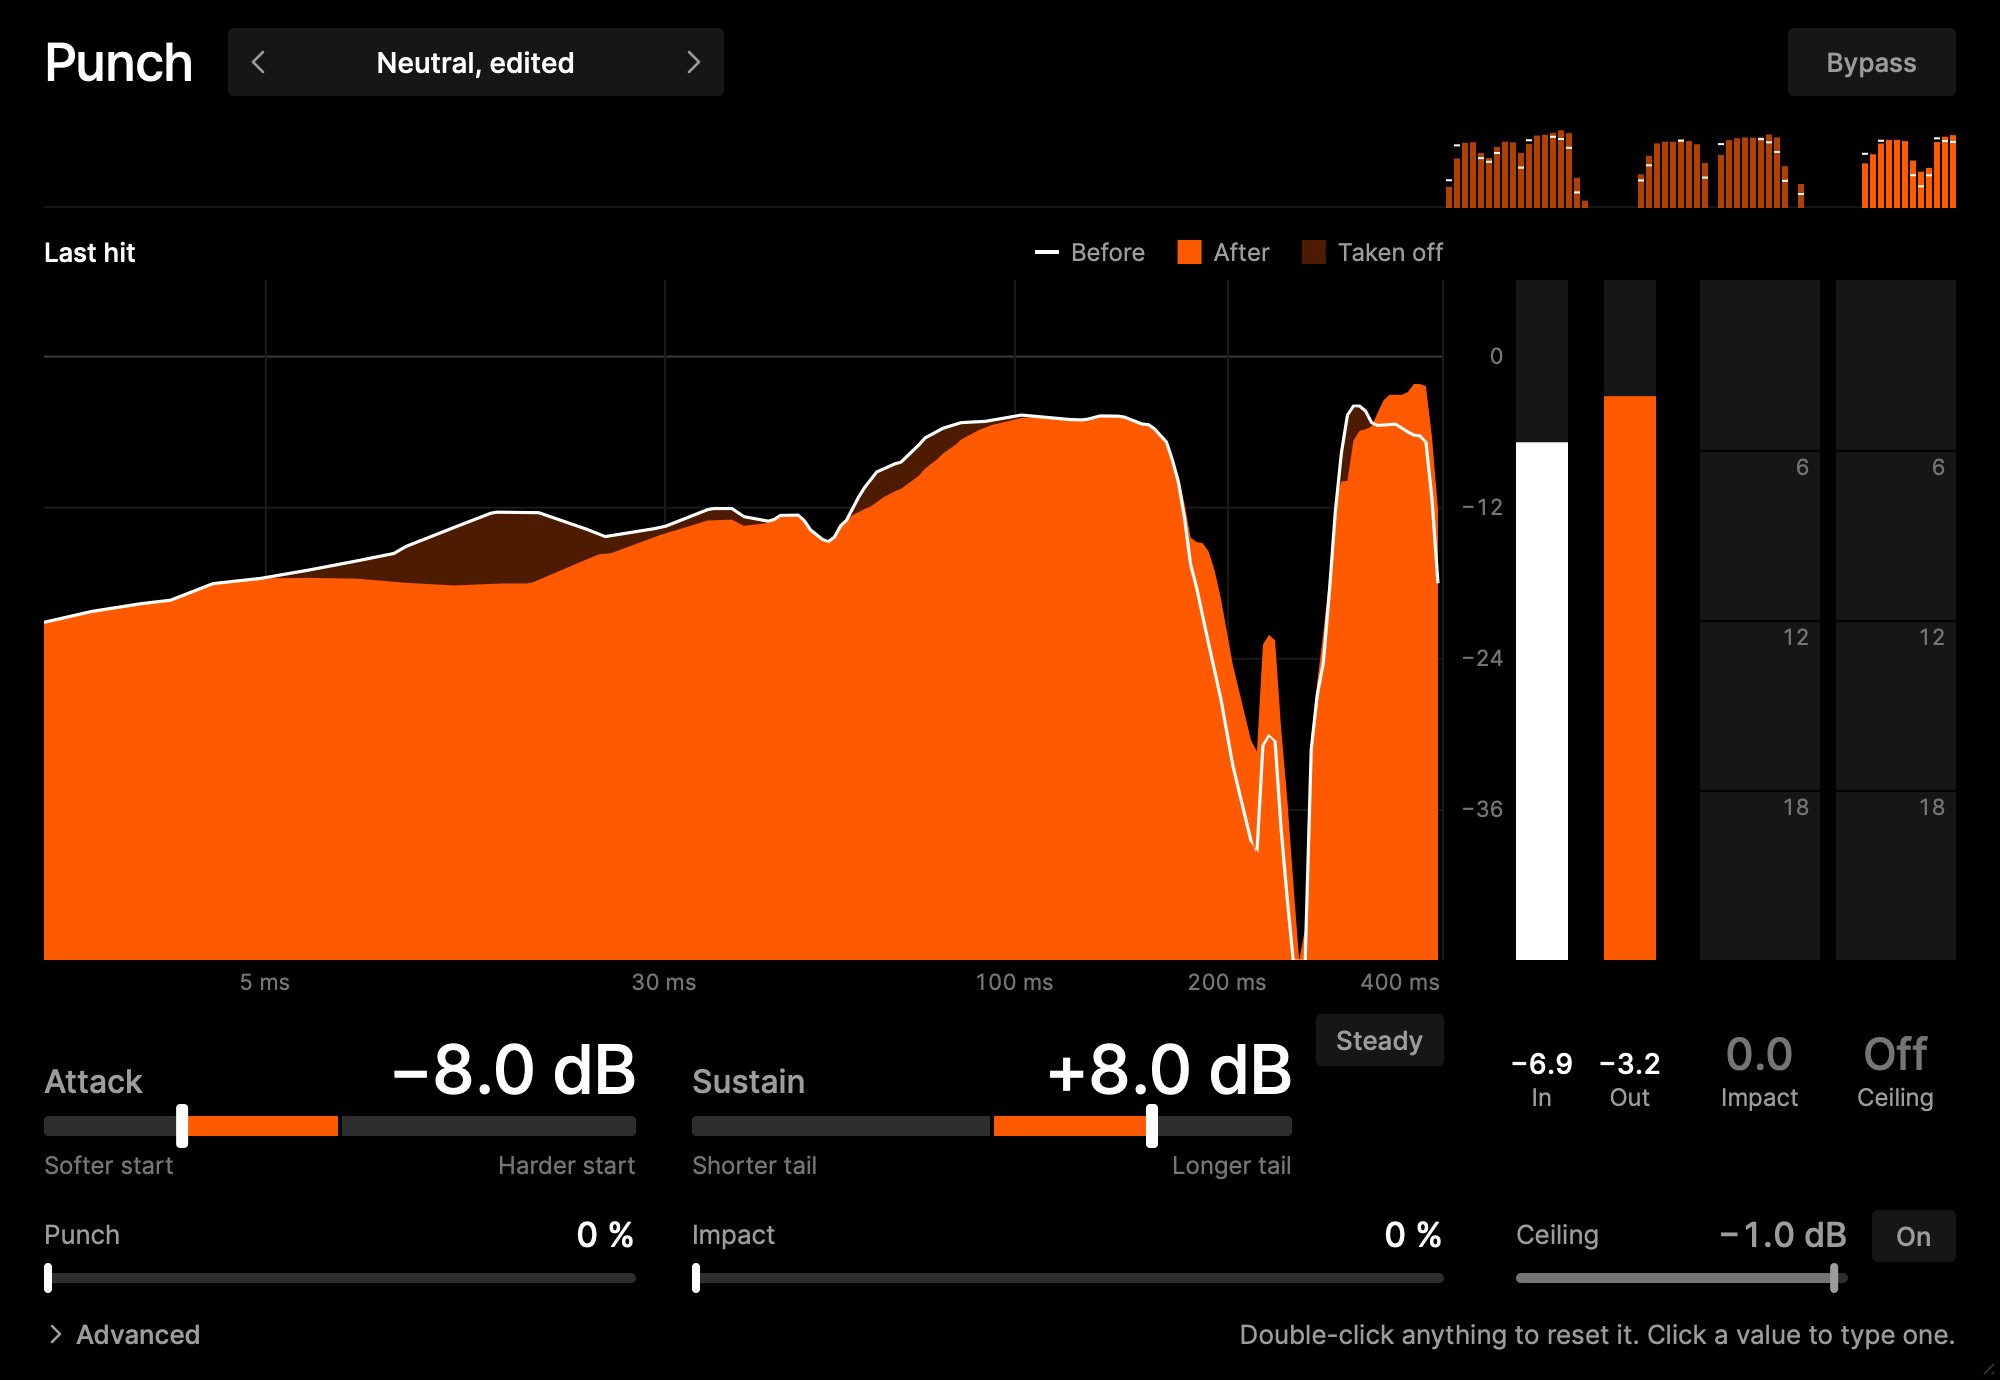 Punch
Neutral, edited
Bypass
Last hit
Before
After
Taken off
0
−12
−24
−36
6
12
18
6
12
18
5 ms
30 ms
100 ms
200 ms
400 ms
Attack
−8.0 dB
Softer start
Harder start
Sustain
+8.0 dB
Steady
Shorter tail
Longer tail
−6.9
In
−3.2
Out
0.0
Impact
Off
Ceiling
Punch
0 %
Impact
0 %
Ceiling
−1.0 dB
On
Advanced
Double-click anything to reset it. Click a value to type one.